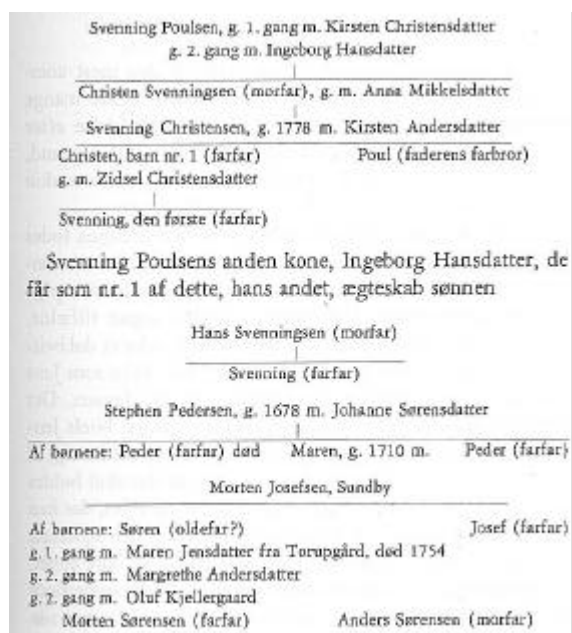 Svenning Poulsen, g. 1. gang m. Kirsten Christensdatter
g. 2. gang m. Ingeborg Hansdatter
Christen Svenningsen (morfar), g. m. Anna Mikkelsdatter
Svenning Christensen, g. 1778 m. Kirsten Andersdatter
Christen, barn nr. 1 (farfar) Poul (faderens farbror)
g. m. Zidsel Christensdatter
Svenning, den første (farfar)
Svenning Poulsens anden kone, Ingeborg Hansdatter, de
får som nr. 1 af dette, hans andet, ægteskab sønnen
Hans Svenningsen (morfar)
Svenning (farfar)
Stephen Pedersen, g. 1678 m. Johanne Sørensdatter
Af børnene: Peder (farfar) død Maren, g. 1710 m. Peder (farfar)
Morten Josefsen, Sundby
Af børnene: Søren (oldefar?) Josef (farfar)
g. 1. gang m. Maren Jensdatter fra Torupgård, død 1754
g. 2. gang m. Margrethe Andersdatter
g. 2. gang m. Oluf Kjellergaard
Morten Sørensen (farfar) Anders Sørensen (morfar)